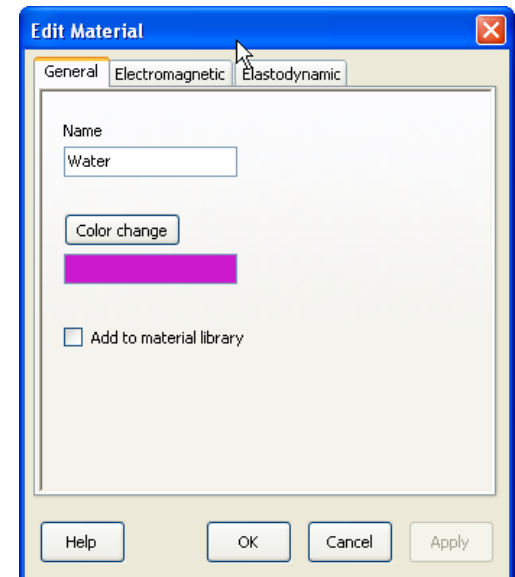 Edit Material
General Electromagnetic Elastodynamic
Name
Water
Color change
Add to material library
Help OK Cancel Apply